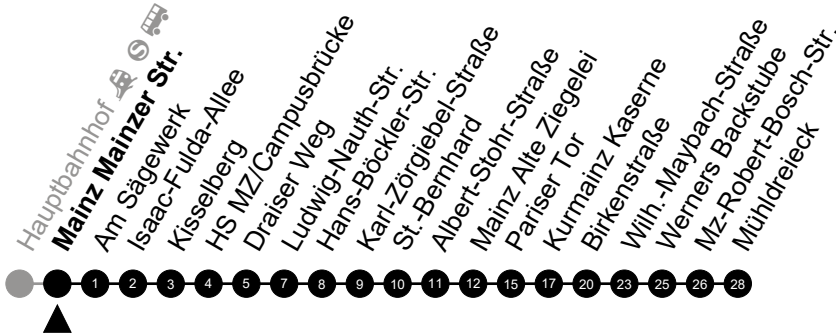 Hauptbahnhof S
Mainz Mainzer Str.
Am Sägewerk
Isaac-Fulda-Allee
Kisselberg
HS MZ/Campusbrücke
Draiser Weg
Ludwig-Nauth-Str.
Hans-Böckler-Str.
Karl-Zörgiebel-Straße
St.-Bernhard
Albert-Stohr-Straße
Mainz Alte Ziegelei
Pariser Tor
Kurmainz Kaserne
Birkenstraße
Wilh.-Maybach-Straße
Werners Backstube
Mz-Robert-Bosch-Str.
Mühldreieck
1 2 3 4 5 7 8 9 10 11 12 15 17 20 23 25 26 28